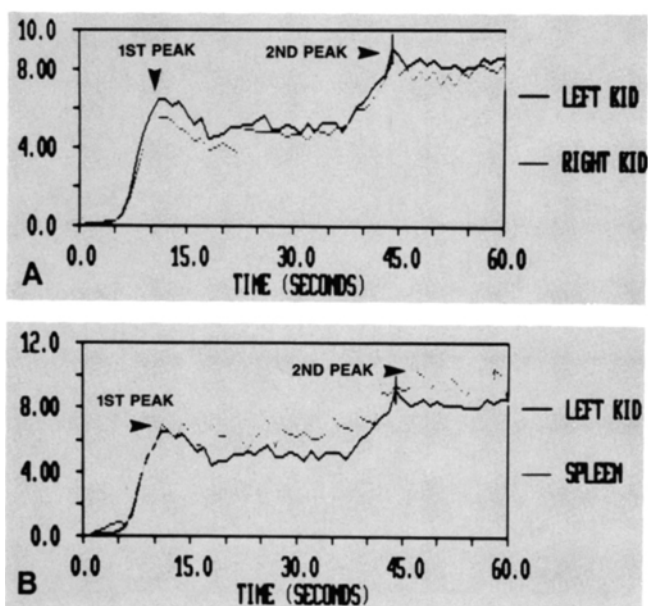 10.0
1ST PEAK
2ND PEAK
8.00
LEFT KID
4.00
RIGHT KID
0.0
A
0.0 15.0 30.0 45.0 60.0
TIME (SECONDS)
12.0
2ND PEAK
1ST PEAK
8.00
LEFT KID
4.00
SPLEEN
0.0
B
0.0 15.0 30.0 45.0 60.0
TIME (SECONDS)